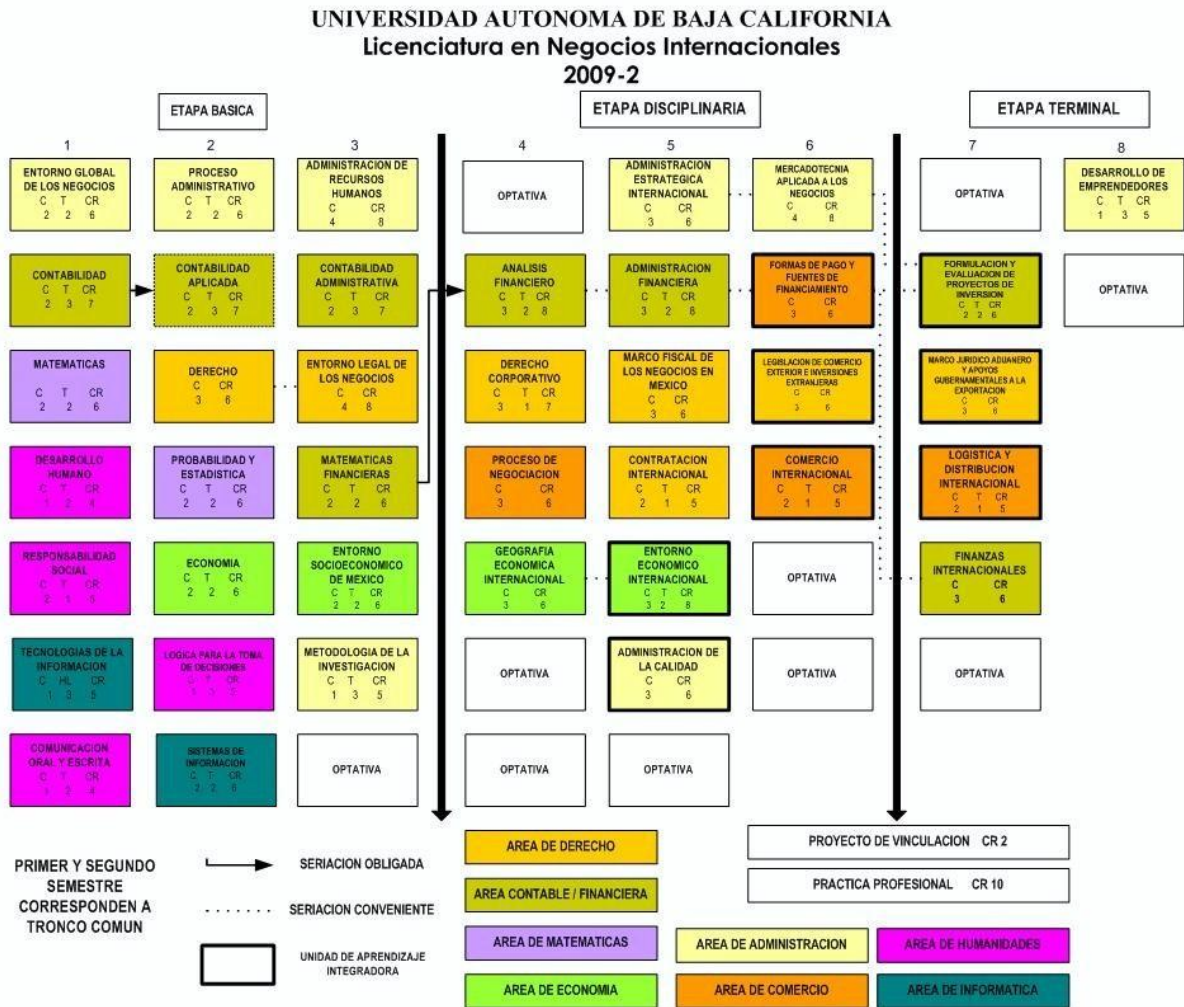 UNIVERSIDAD AUTONOMA DE BAJA CALIFORNIA
Licenciatura en Negocios Internacionales
2009-2
ETAPA BASICA
ETAPA DISCIPLINARIA
ETAPA TERMINAL
1 2 3 4 5 6 7 8
ENTORNO GLOBAL
DE LOS NEGOCIOS
C T CR
2 2 6
PROCESO
ADMINISTRATIVO
C T CR
2 2 6
ADMINISTRACION DE
RECURSOS
HUMANOS
C CR
4 8
OPTATIVA
ADMINISTRACION
ESTRATEGICA
INTERNACIONAL
C CR
3 6
MERCADOTECNIA
APLICADA A LOS
NEGOCIOS
C CR
4 8
OPTATIVA
DESARROLLO DE
EMPRENDEDORES
C T CR
1 3 5
CONTABILIDAD
C T CR
2 3 7
CONTABILIDAD
APLICADA
C T CR
2 3 7
CONTABILIDAD
ADMINISTRATIVA
C T CR
2 3 7
ANALISIS
FINANCIERO
C T CR
3 2 8
ADMINISTRACION
FINANCIERA
C T CR
3 2 8
FORMAS DE PAGO Y
FUENTES DE
FINANCIAMIENTO
C CR
3 6
FORMULACION Y
EVALUACION DE
PROYECTOS DE
INVERSION
C T CR
2 2 6
OPTATIVA
MATEMATICAS
C T CR
2 2 6
DERECHO
C CR
3 6
ENTORNO LEGAL DE
LOS NEGOCIOS
C CR
4 8
DERECHO
CORPORATIVO
C T CR
3 1 7
MARCO FISCAL DE
LOS NEGOCIOS EN
MEXICO
C CR
3 6
LEGISLACION DE COMERCIO
EXTERIOR E INVERSIONES
EXTRANJERAS
C CR
3 6
MARCO JURIDICO ADUANERO
Y APOYOS
GUBERNAMENTALES A LA
EXPORTACION
C CR
3 6
DESARROLLO
HUMANO
C T CR
1 2 4
PROBABILIDAD Y
ESTADISTICA
C T CR
2 2 6
MATEMATICAS
FINANCIERAS
C T CR
2 2 6
PROCESO DE
NEGOCIACION
C CR
3 6
CONTRATACION
INTERNACIONAL
C T CR
2 1 5
COMERCIO
INTERNACIONAL
C T CR
2 1 5
LOGISTICA Y
DISTRIBUCION
INTERNACIONAL
C T CR
2 1 5
RESPONSABILIDAD
SOCIAL
C T CR
2 1 5
ECONOMIA
C T CR
2 2 6
ENTORNO
SOCIOECONOMICO
DE MEXICO
C T CR
2 2 6
GEOGRAFIA
ECONOMICA
INTERNACIONAL
C CR
3 6
ENTORNO
ECONOMICO
INTERNACIONAL
C T CR
3 2 8
OPTATIVA
FINANZAS
INTERNACIONALES
C CR
3 6
TECNOLOGIAS DE LA
INFORMACION
C HL CR
1 3 5
LOGICA PARA LA TOMA
DE DECISIONES
C T CR
METODOLOGIA DE LA
INVESTIGACION
C T CR
1 3 5
OPTATIVA
ADMINISTRACION DE
LA CALIDAD
C CR
3 6
OPTATIVA
OPTATIVA
COMUNICACION
ORAL Y ESCRITA
C T CR
1 2 4
SISTEMAS DE
INFORMACION
C T CR
2 2 6
OPTATIVA
OPTATIVA
OPTATIVA
PRIMER Y SEGUNDO
SEMESTRE
CORRESPONDEN A
TRONCO COMUN
SERIACION OBLIGADA
SERIACION CONVENIENTE
UNIDAD DE APRENDIZAJE
INTEGRADORA
AREA DE DERECHO
AREA CONTABLE / FINANCIERA
AREA DE MATEMATICAS
AREA DE ECONOMIA
PROYECTO DE VINCULACION CR 2
PRACTICA PROFESIONAL CR 10
AREA DE ADMINISTRACION
AREA DE HUMANIDADES
AREA DE COMERCIO
AREA DE INFORMATICA